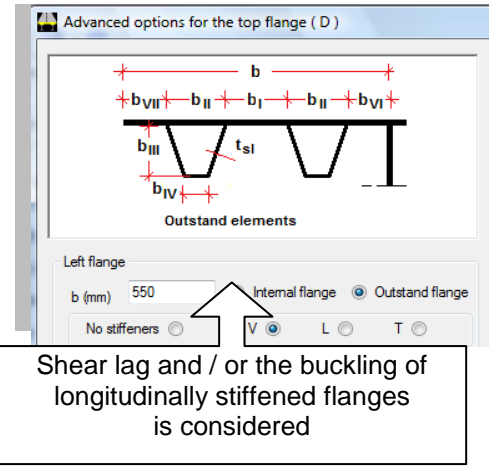 Advanced options for the top flange ( D )
b
bVII bII bI bII bVI
bIII tsl
bIV
Outstand elements
Left flange
b (mm) 550 Internal flange Outstand flange
No stiffeners V L T
Shear lag and / or the buckling of
longitudinally stiffened flanges
is considered